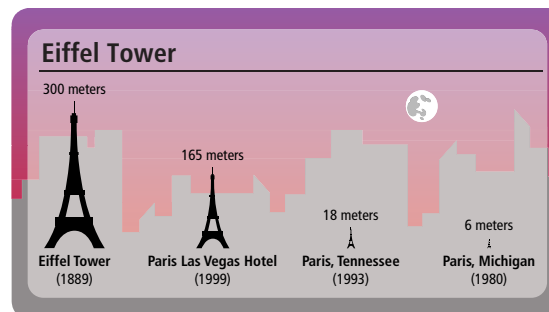 Eiffel Tower
300 meters
Eiffel Tower
(1889)
165 meters
Paris Las Vegas Hotel
(1999)
18 meters
Paris, Tennessee
(1993)
6 meters
Paris, Michigan
(1980)